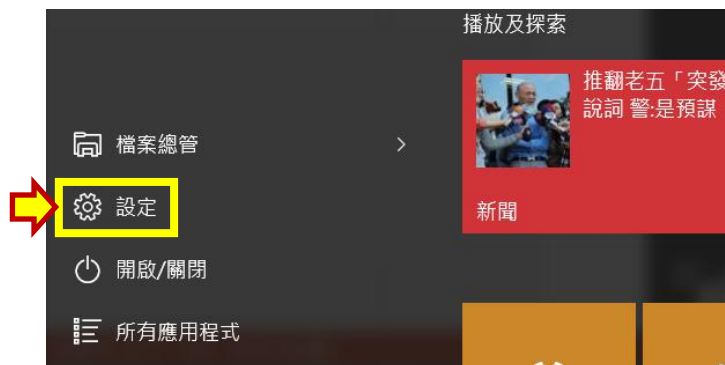 播放及探索
推翻老五「突發
說詞 警:是預謀
檔案總管
設定
新聞
開啟/關閉
所有應用程式